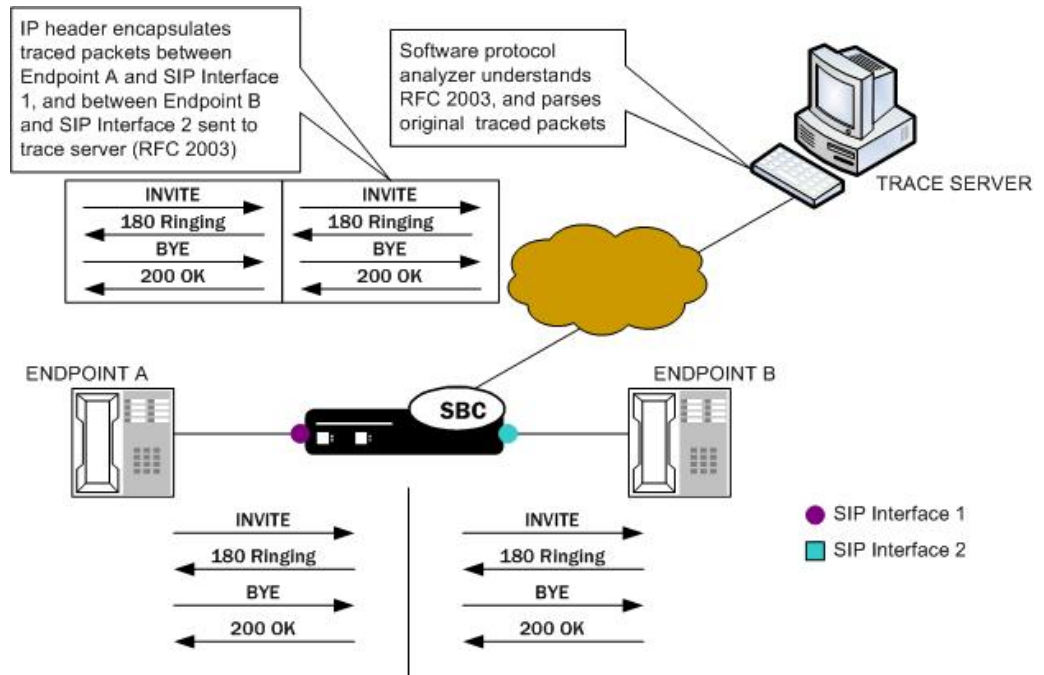 IP header encapsulates
traced packets between
Endpoint A and SIP Interface
1, and between Endpoint B
and SIP Interface 2 sent to
trace server (RFC 2003)
Software protocol
analyzer understands
RFC 2003, and parses
original traced packets
TRACE SERVER
INVITE
180 Ringing
BYE
200 OK
INVITE
180 Ringing
BYE
200 OK
ENDPOINT A
SBC
ENDPOINT B
INVITE
180 Ringing
BYE
200 OK
INVITE
180 Ringing
BYE
200 OK
SIP Interface 1
SIP Interface 2